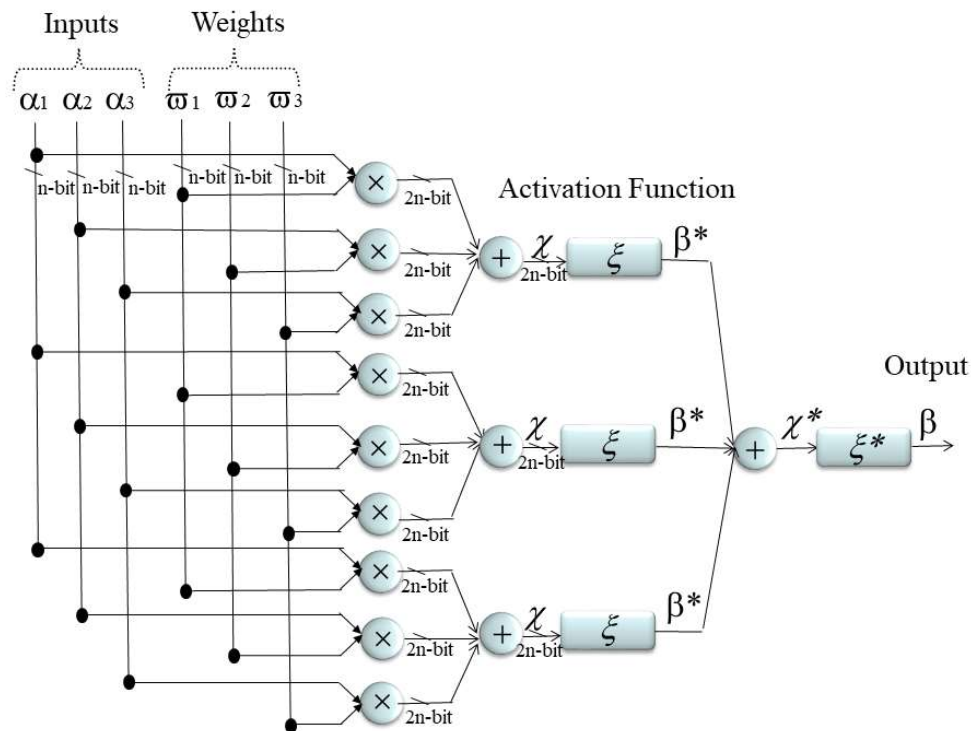 Inputs Weights
α1 α2 α3 ϖ1 ϖ2 ϖ3
n-bit n-bit n-bit n-bit n-bit n-bit
× 2n-bit
Activation Function
× 2n-bit + χ 2n-bit ξ β*
× 2n-bit
× 2n-bit
Output
× 2n-bit + χ 2n-bit ξ β* + χ* ξ* β
× 2n-bit
× 2n-bit
× 2n-bit + χ 2n-bit ξ β*
× 2n-bit